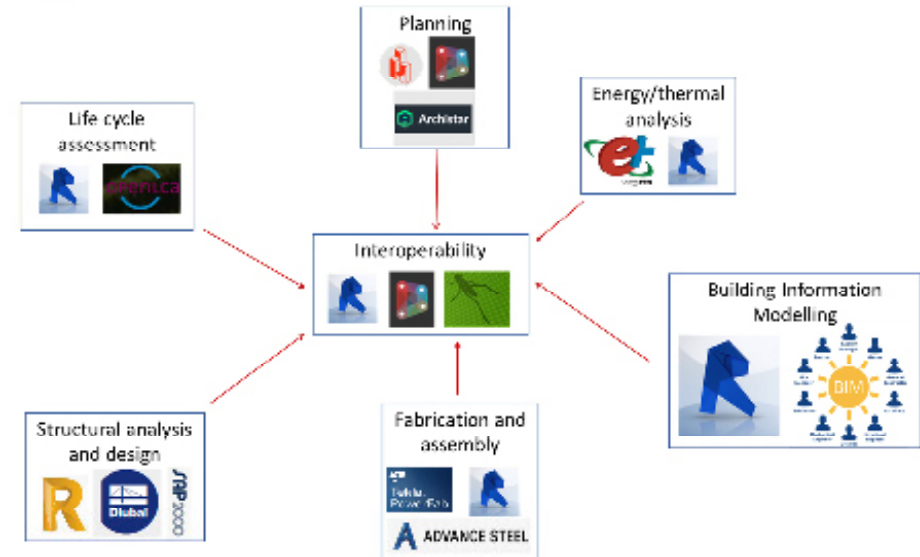 Planning
Archistar
Energy/thermal
analysis
Life cycle
assessment
openLCA
Interoperability
Building Information
Modelling
BIM
Structural analysis
and design
Dlubal
SAP2000
Fabrication and
assembly
Tekla
PowerFab
ADVANCE STEEL